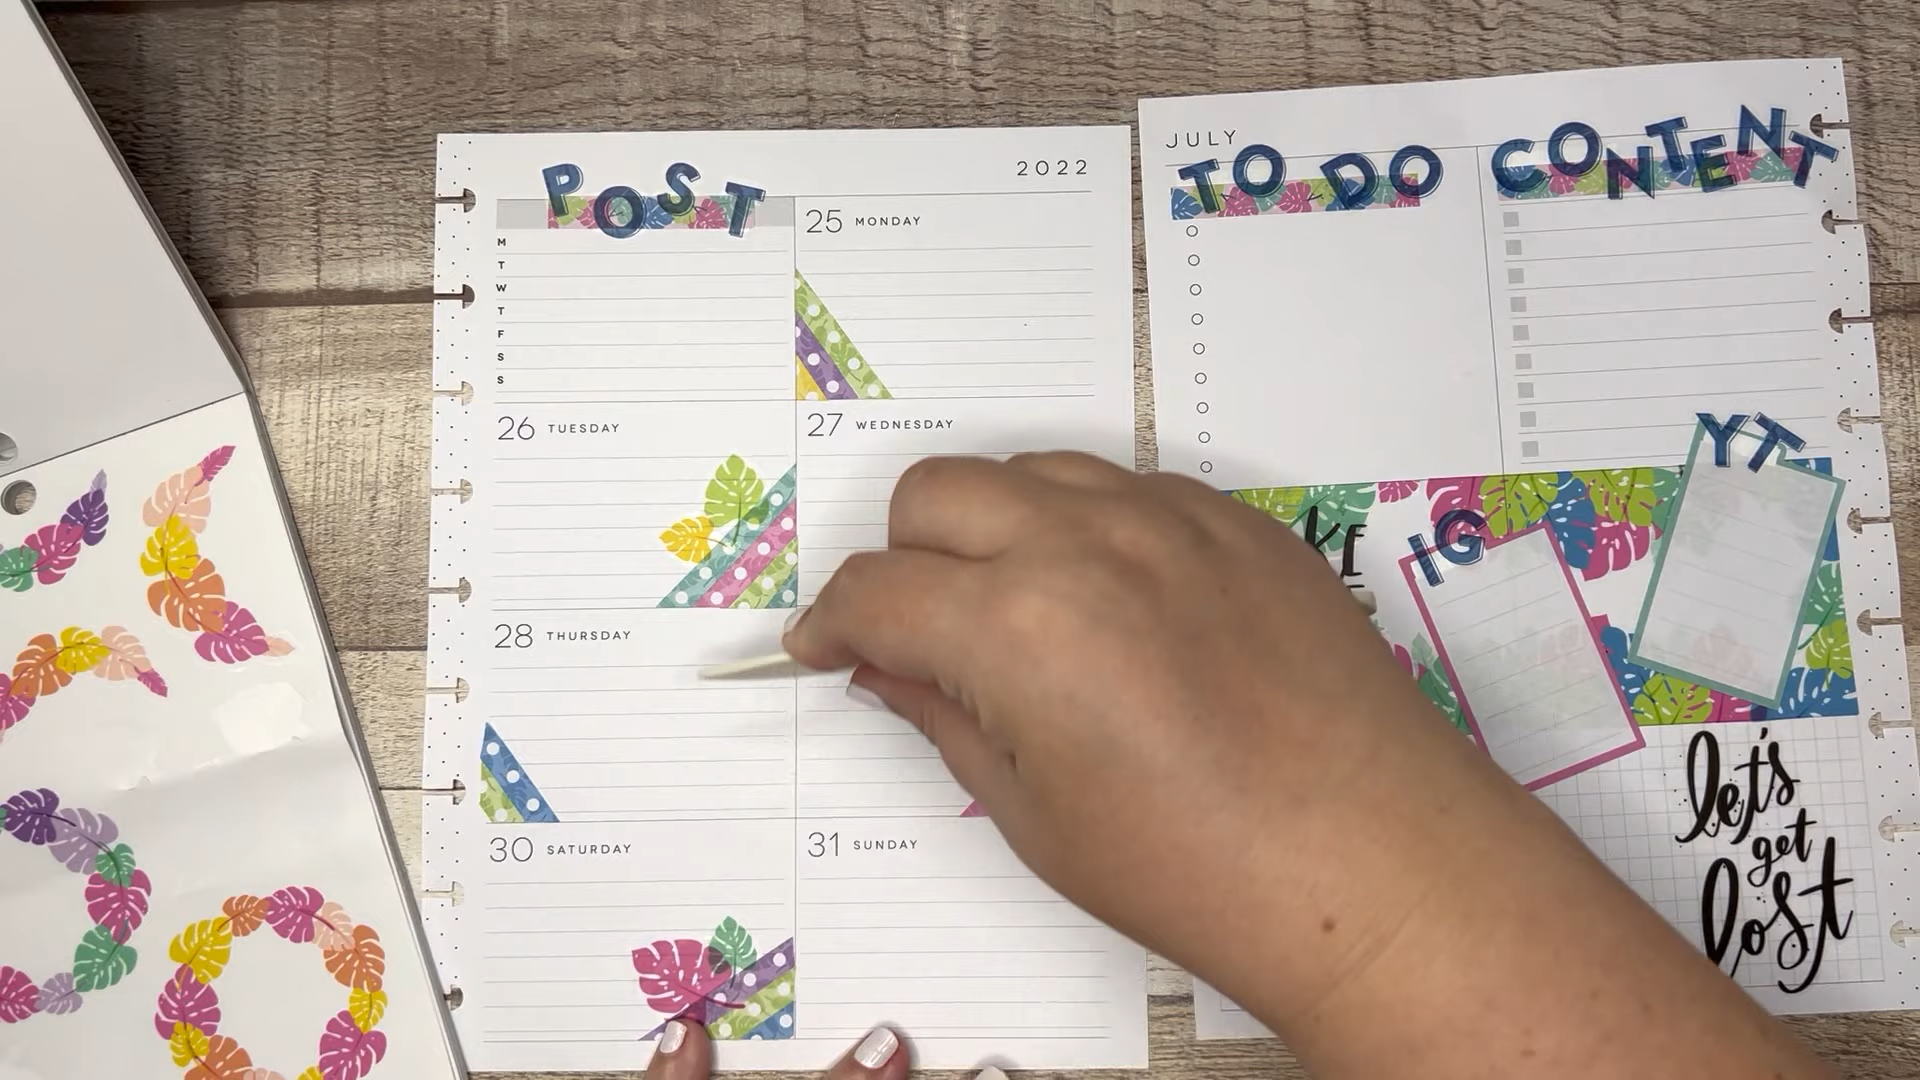 POST
2022
M
T
W
T
F
S
S
25 MONDAY
26 TUESDAY
27 WEDNESDAY
28 THURSDAY
30 SATURDAY
31 SUNDAY
JULY
TO DO
CONTENT
YT
IG
let's
get
lost